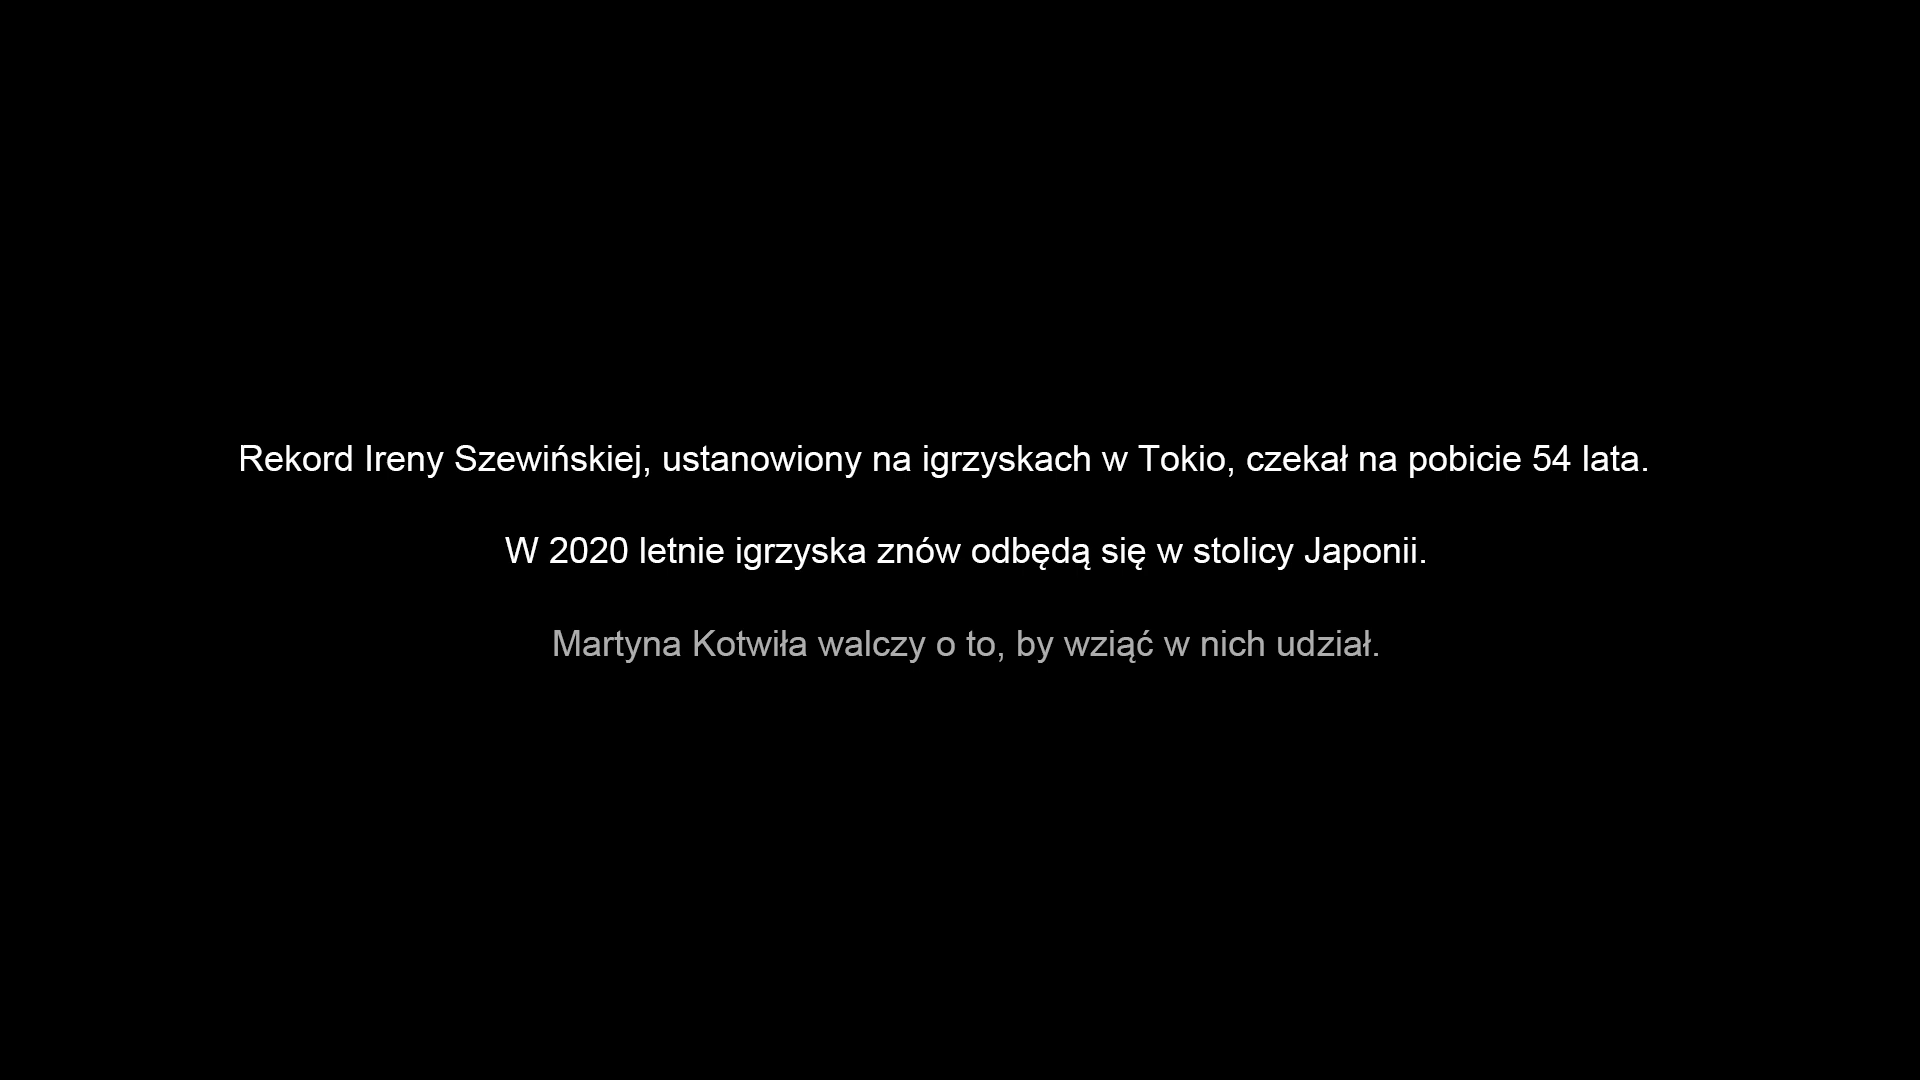 Rekord Ireny Szewińskiej, ustanowiony na igrzyskach w Tokio, czekał na pobicie 54 lata.
W 2020 letnie igrzyska znów odbędą się w stolicy Japonii.
Martyna Kotwiła walczy o to, by wziąć w nich udział.